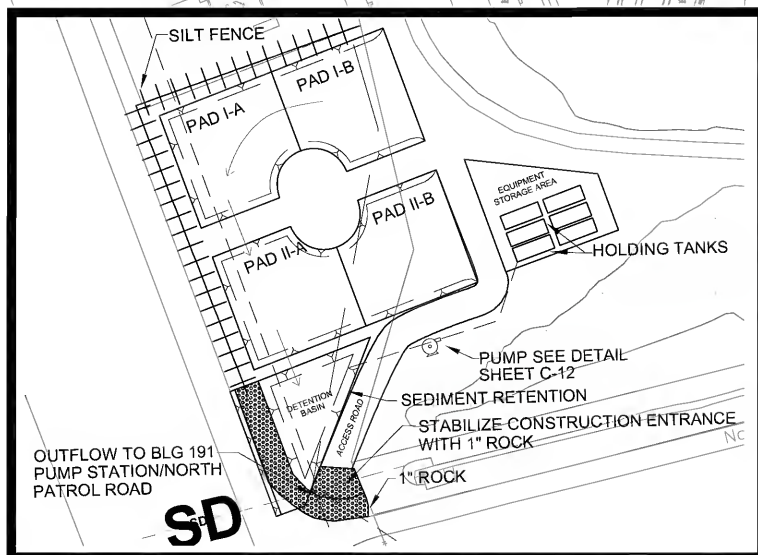 SILT FENCE
PAD I-B
PAD I-A
EQUIPMENT
STORAGE AREA
PAD II-B
HOLDING TANKS
PAD II-A
PUMP SEE DETAIL
SHEET C-12
DETENTION
BASIN
SEDIMENT RETENTION
ACCESS ROAD
STABILIZE CONSTRUCTION ENTRANCE
WITH 1" ROCK
No
OUTFLOW TO BLG 191
PUMP STATION/NORTH
PATROL ROAD
1" ROCK
SD
SD